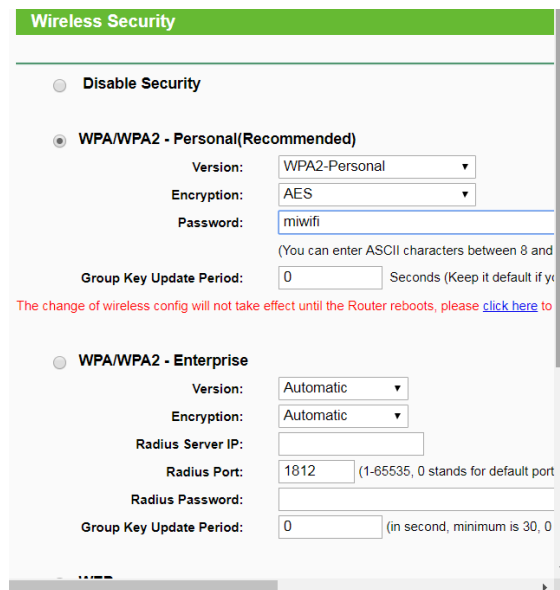 Wireless Security
Disable Security
WPA/WPA2 - Personal(Recommended)
Version: WPA2-Personal
Encryption: AES
Password: miwifi
(You can enter ASCII characters between 8 and
Group Key Update Period: 0 Seconds (Keep it default if
The change of wireless config will not take effect until the Router reboots, please click here to
WPA/WPA2 - Enterprise
Version: Automatic
Encryption: Automatic
Radius Server IP:
Radius Port: 1812 (1-65535, 0 stands for default port
Radius Password:
Group Key Update Period: 0 (in second, minimum is 30, 0